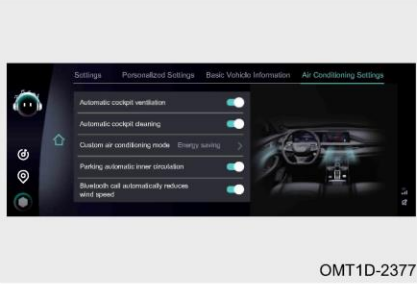 Settings Personalized Settings Basic Vehicle Information Air Conditioning Settings
Automatic cockpit ventilation
Automatic cockpit cleaning
Custom air conditioning mode Energy saving >
Parking automatic inner circulation
Bluetooth call automatically reduces
wind speed
OMT1D-2377